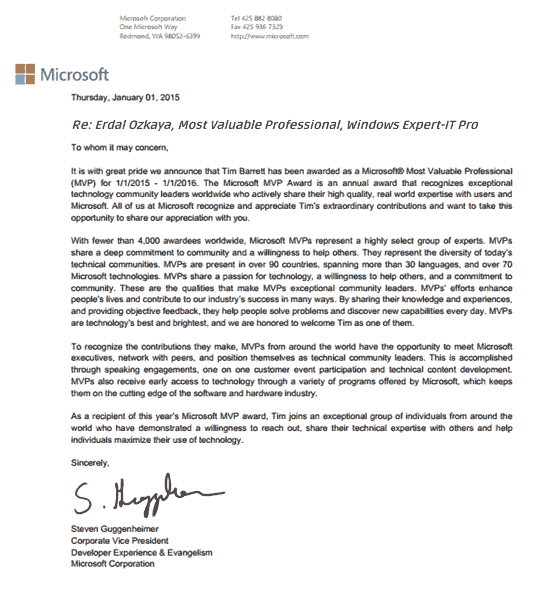 Microsoft Corporation
One Microsoft Way
Redmond, WA 98052-6399
Tel 425 882 8080
Fax 425 936 7329
http://www.microsoft.com
Microsoft
Thursday, January 01, 2015
Re: Erdal Ozkaya, Most Valuable Professional, Windows Expert-IT Pro
To whom it may concern,
It is with great pride we announce that Tim Barrett has been awarded as a Microsoft® Most Valuable Professional
(MVP) for 1/1/2015 - 1/1/2016. The Microsoft MVP Award is an annual award that recognizes exceptional
technology community leaders worldwide who actively share their high quality, real world expertise with users and
Microsoft. All of us at Microsoft recognize and appreciate Tim's extraordinary contributions and want to take this
opportunity to share our appreciation with you.
With fewer than 4,000 awardees worldwide, Microsoft MVPs represent a highly select group of experts. MVPs
share a deep commitment to community and a willingness to help others. They represent the diversity of today's
technical communities. MVPs are present in over 90 countries, spanning more than 30 languages, and over 70
Microsoft technologies. MVPs share a passion for technology, a willingness to help others, and a commitment to
community. These are the qualities that make MVPs exceptional community leaders. MVPs' efforts enhance
people's lives and contribute to our industry's success in many ways. By sharing their knowledge and experiences,
and providing objective feedback, they help people solve problems and discover new capabilities every day. MVPs
are technology's best and brightest, and we are honored to welcome Tim as one of them.
To recognize the contributions they make, MVPs from around the world have the opportunity to meet Microsoft
executives, network with peers, and position themselves as technical community leaders. This is accomplished
through speaking engagements, one on one customer event participation and technical content development.
MVPs also receive early access to technology through a variety of programs offered by Microsoft, which keeps
them on the cutting edge of the software and hardware industry.
As a recipient of this year's Microsoft MVP award, Tim joins an exceptional group of individuals from around the
world who have demonstrated a willingness to reach out, share their technical expertise with others and help
individuals maximize their use of technology.
Sincerely,
Steven Guggenheimer
Corporate Vice President
Developer Experience & Evangelism
Microsoft Corporation